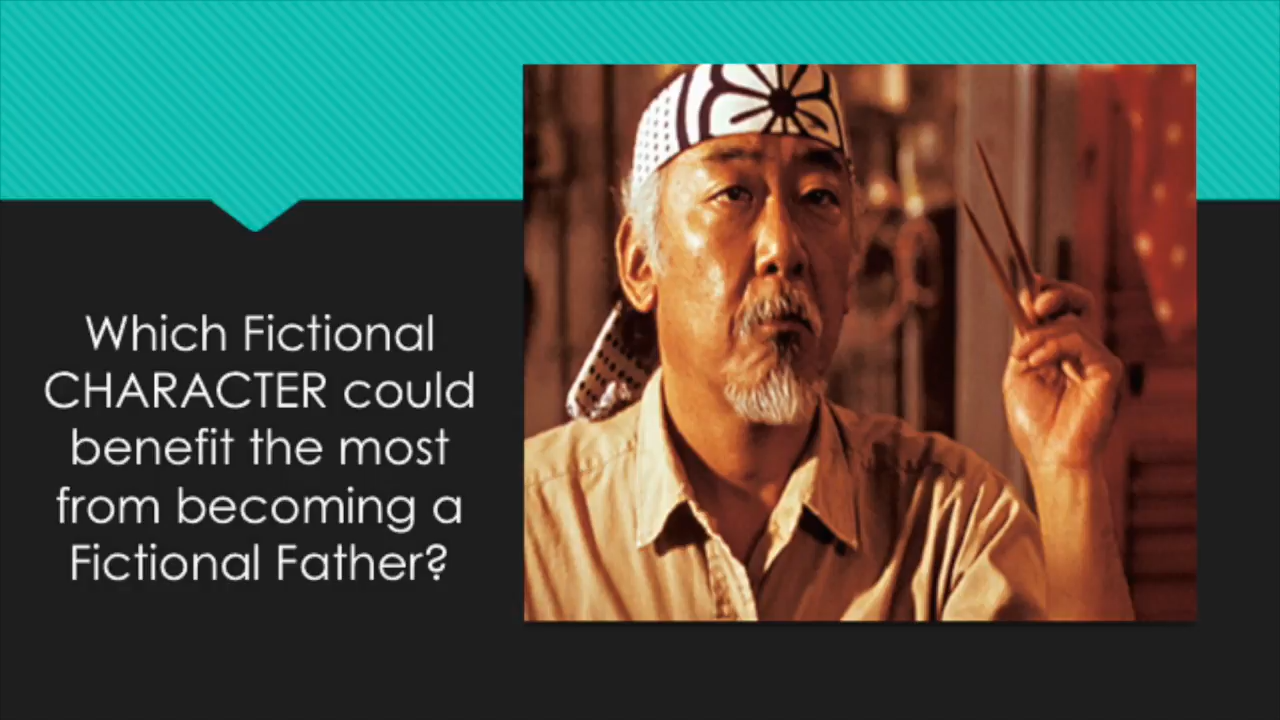 Which Fictional
CHARACTER could
benefit the most
from becoming a
Fictional Father?